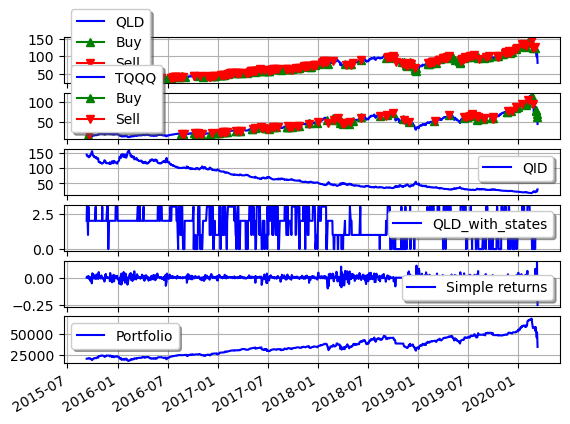 QLD
Buy
Sell
150
100
50
TQQQ
Buy
Sell
100
50
150
100
50
QID
2.5
0.0
QLD_with_states
0.00
−0.25
Simple returns
50000
25000
Portfolio
2015-07
2016-01
2016-07
2017-01
2017-07
2018-01
2018-07
2019-01
2019-07
2020-01